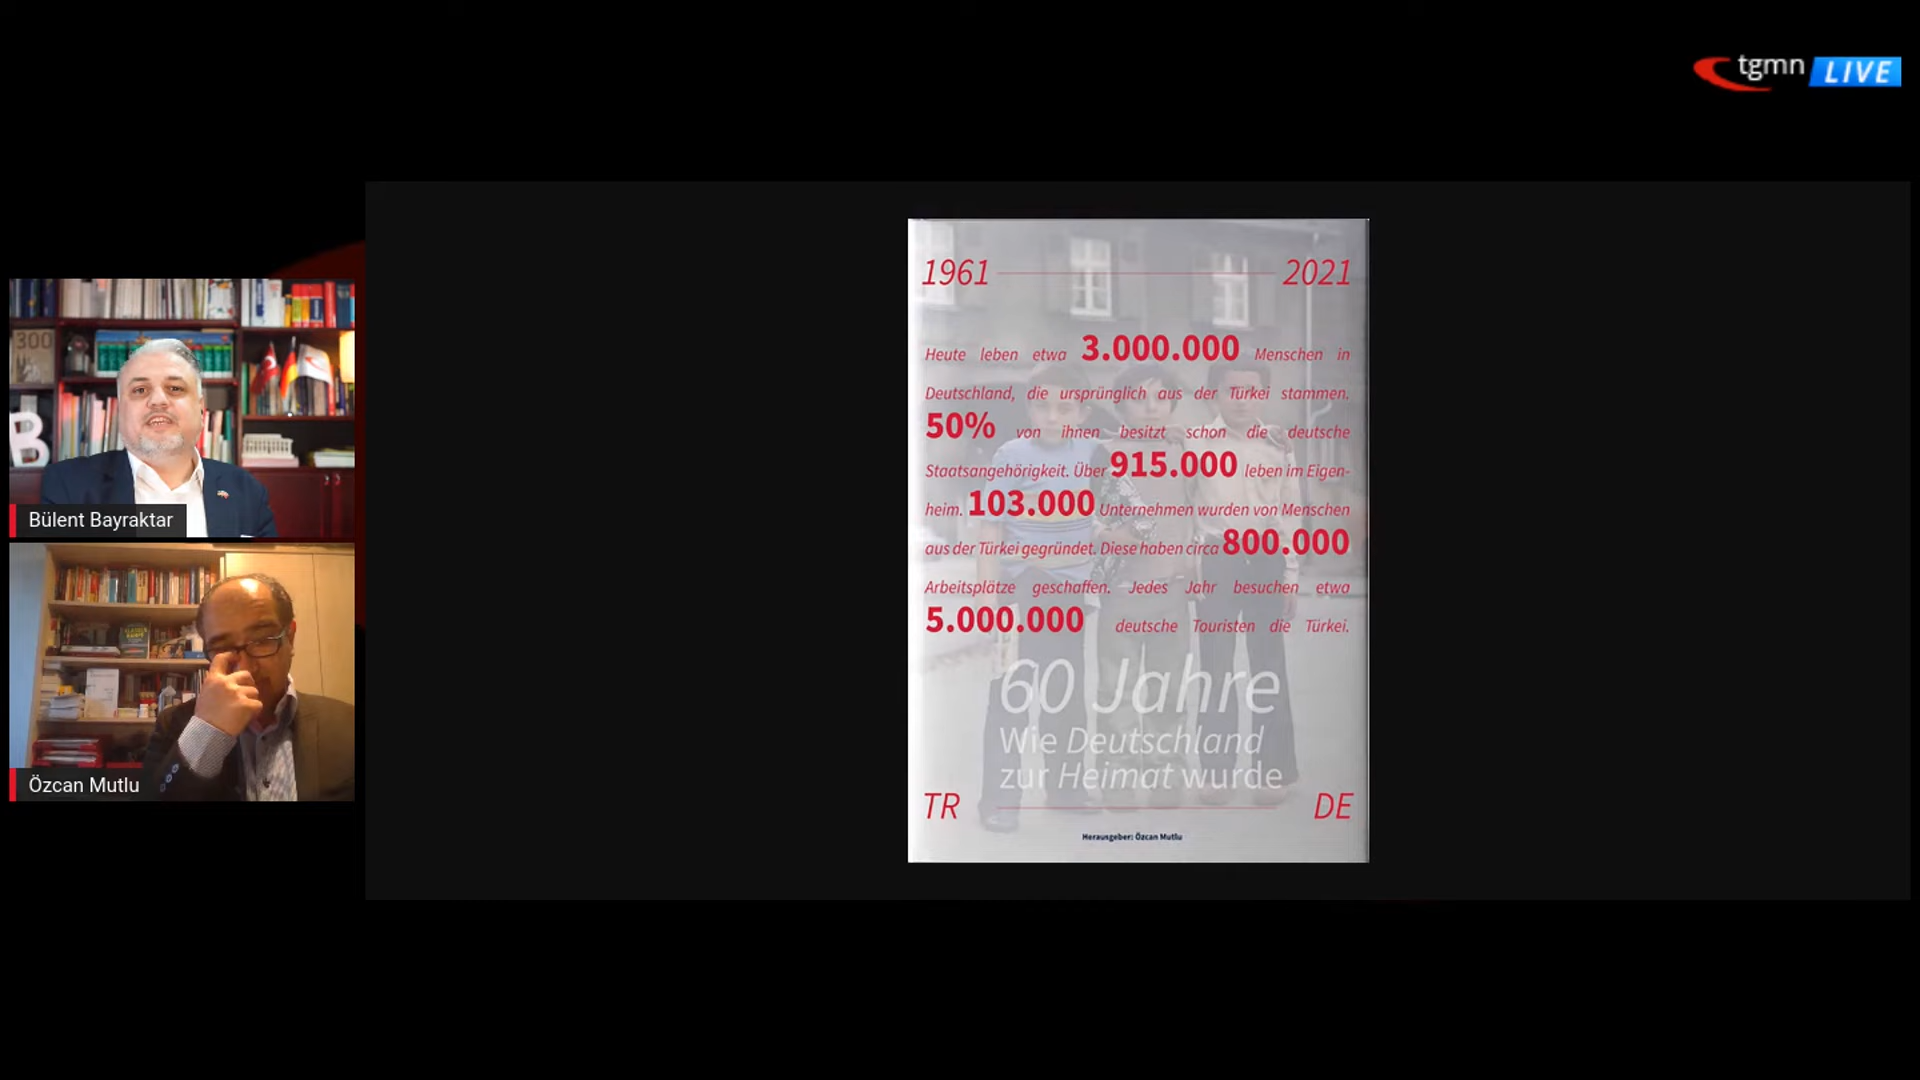 tgmn LIVE
300
B
Bülent Bayraktar
Özcan Mutlu
1961 2021
Heute leben etwa 3.000.000 Menschen in
Deutschland, die ursprünglich aus der Türkei stammen.
50% von ihnen besitzt schon die deutsche
Staatsangehörigkeit. Über 915.000 leben im Eigen-
heim. 103.000 Unternehmen wurden von Menschen
aus der Türkei gegründet. Diese haben circa 800.000
Arbeitsplätze geschaffen. Jedes Jahr besuchen etwa
5.000.000 deutsche Touristen die Türkei.
60 Jahre
Wie Deutschland
zur Heimat wurde
TR DE
Herausgeber: Özcan Mutlu